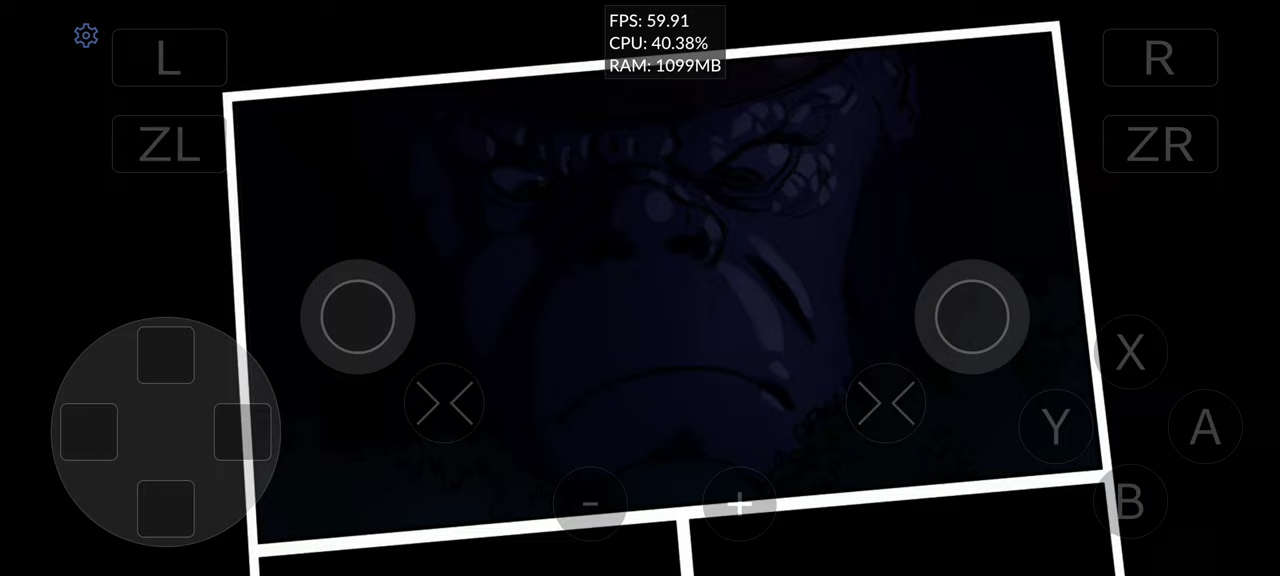 FPS: 59.91
CPU: 40.38%
RAM: 1099MB
L
R
ZL
ZR
X
Y
A
B
-
+